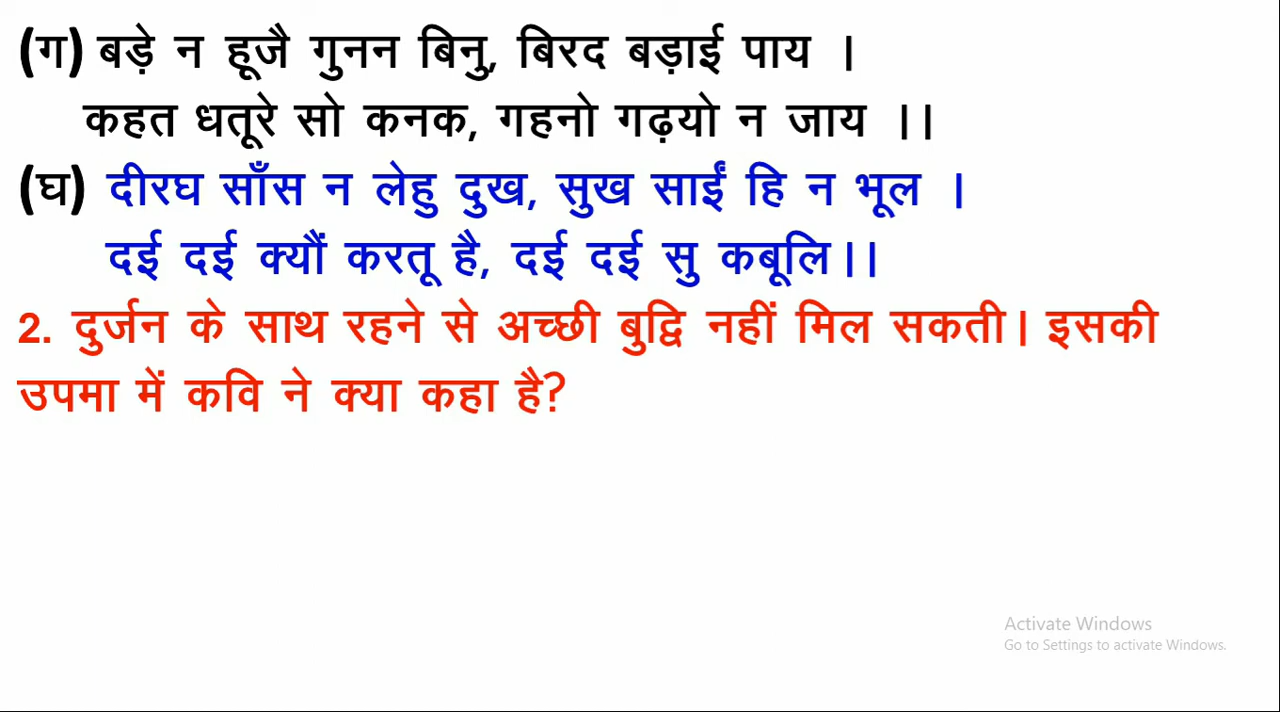 (ग) बड़े न हूजै गुनन बिनु, बिरद बड़ाई पाय ।
कहत धतूरे सो कनक, गहनो गढ़यो न जाय ।।
(घ) दीरघ साँस न लेहु दुख, सुख साईं हि न भूल ।
दई दई क्यौं करतू है, दई दई सु कबूलि।।
2. दुर्जन के साथ रहने से अच्छी बुद्वि नहीं मिल सकती। इसकी
उपमा में कवि ने क्या कहा है?
Activate Windows
Go to Settings to activate Windows.